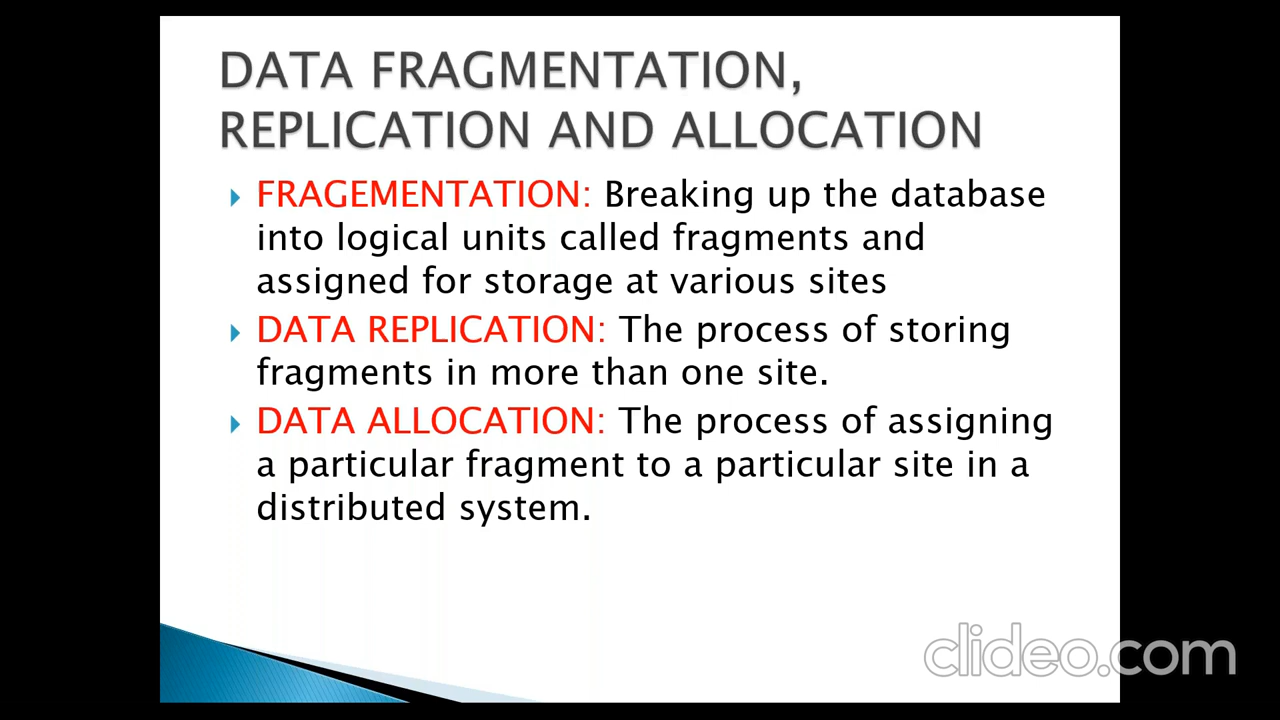 DATA FRAGMENTATION,
REPLICATION AND ALLOCATION
FRAGEMENTATION: Breaking up the database
into logical units called fragments and
assigned for storage at various sites
DATA REPLICATION: The process of storing
fragments in more than one site.
DATA ALLOCATION: The process of assigning
a particular fragment to a particular site in a
distributed system.
clideo.com